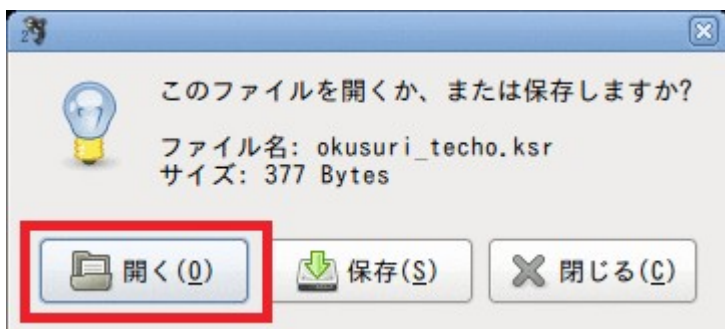 このファイルを開くか、または保存しますか?
ファイル名: okusuri_techo.ksr
サイズ: 377 Bytes
開く(O) 保存(S) 閉じる(C)